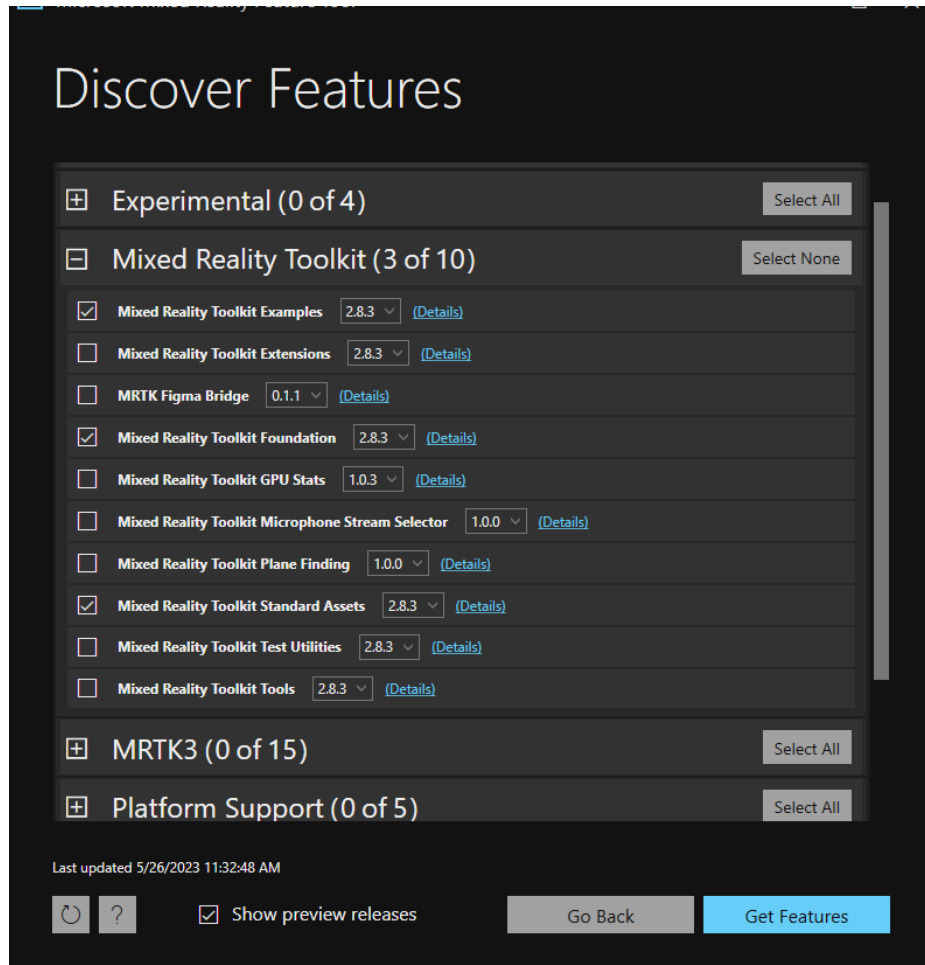 Microsoft Mixed Reality Feature Tool
Discover Features
Experimental (0 of 4) Select All
Mixed Reality Toolkit (3 of 10) Select None
Mixed Reality Toolkit Examples 2.8.3 (Details)
Mixed Reality Toolkit Extensions 2.8.3 (Details)
MRTK Figma Bridge 0.1.1 (Details)
Mixed Reality Toolkit Foundation 2.8.3 (Details)
Mixed Reality Toolkit GPU Stats 1.0.3 (Details)
Mixed Reality Toolkit Microphone Stream Selector 1.0.0 (Details)
Mixed Reality Toolkit Plane Finding 1.0.0 (Details)
Mixed Reality Toolkit Standard Assets 2.8.3 (Details)
Mixed Reality Toolkit Test Utilities 2.8.3 (Details)
Mixed Reality Toolkit Tools 2.8.3 (Details)
MRTK3 (0 of 15) Select All
Platform Support (0 of 5) Select All
Last updated 5/26/2023 11:32:48 AM
? Show preview releases Go Back Get Features